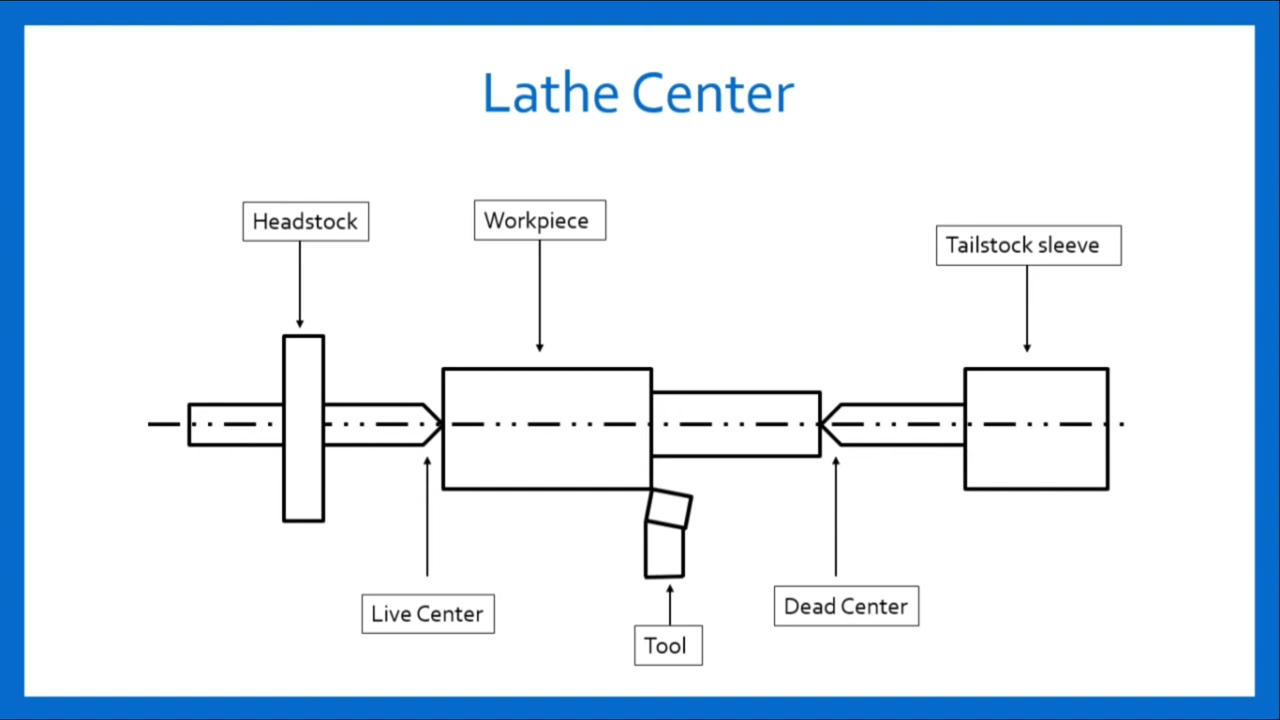 Lathe Center
Headstock
Workpiece
Tailstock sleeve
Live Center
Dead Center
Tool